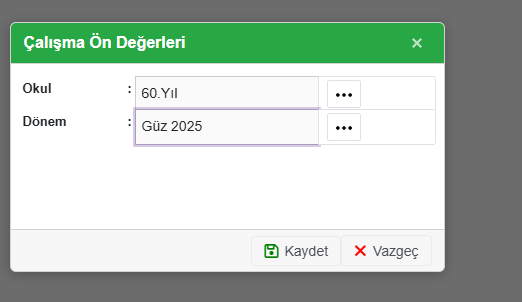 Çalışma Ön Değerleri ×
Okul : 60.Yıl ...
Dönem : Güz 2025 ...
Kaydet Vazgeç